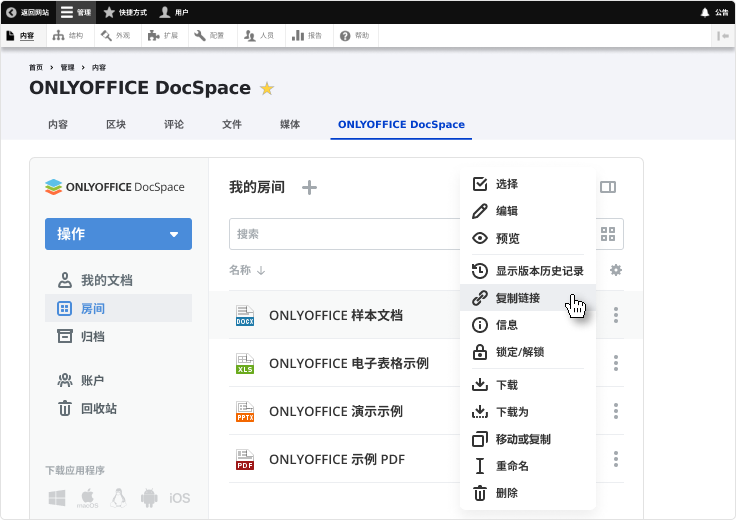 返回网站 管理 快捷方式 用户 公告
内容 结构 外观 扩展 配置 人员 报告 帮助
首页 › 管理 › 内容
ONLYOFFICE DocSpace
内容 区块 评论 文件 媒体 ONLYOFFICE DocSpace
ONLYOFFICE DocSpace
操作
我的文档
房间
归档
账户
回收站
下载应用程序
macOS iOS
我的房间
搜索
名称
DOCX ONLYOFFICE 样本文档
XLS ONLYOFFICE 电子表格示例
PPTX ONLYOFFICE 演示示例
PDF ONLYOFFICE 示例 PDF
选择
编辑
预览
显示版本历史记录
复制链接
信息
锁定/解锁
下载
下载为
移动或复制
重命名
删除